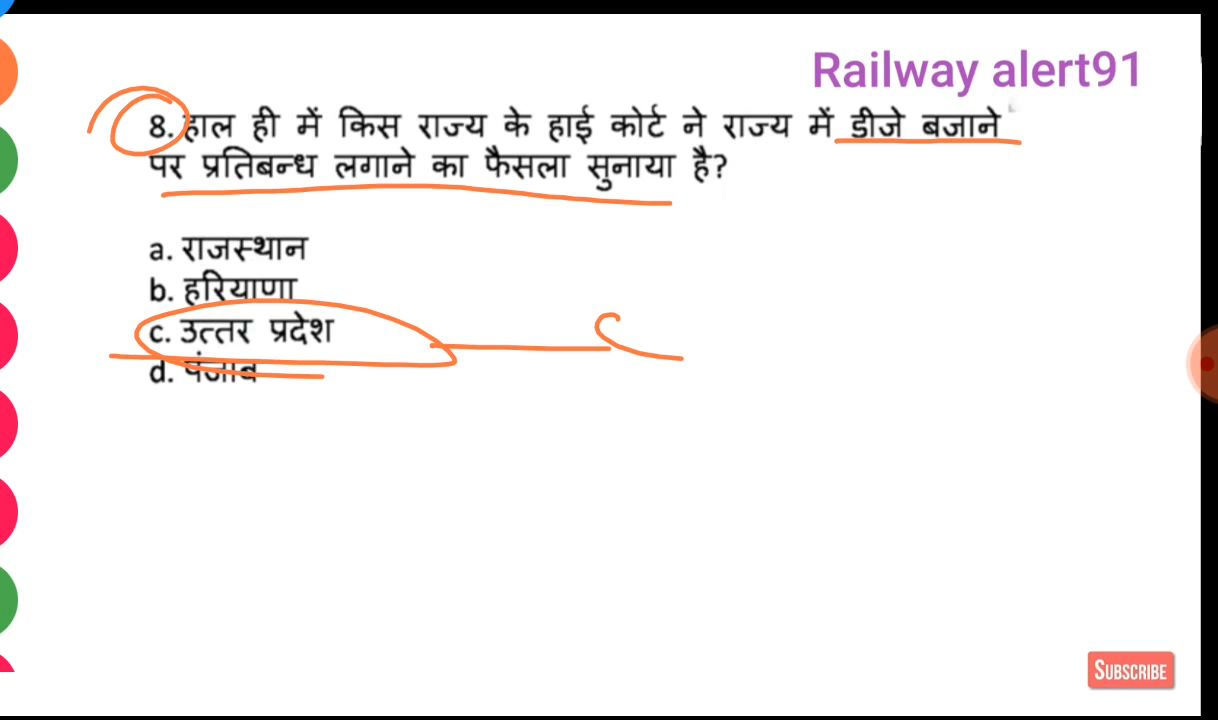 Railway alert91
8. हाल ही में किस राज्य के हाई कोर्ट ने राज्य में डीजे बजाने
पर प्रतिबन्ध लगाने का फैसला सुनाया है?
a. राजस्थान
b. हरियाणा
c. उत्तर प्रदेश
d. पंजाब
SUBSCRIBE